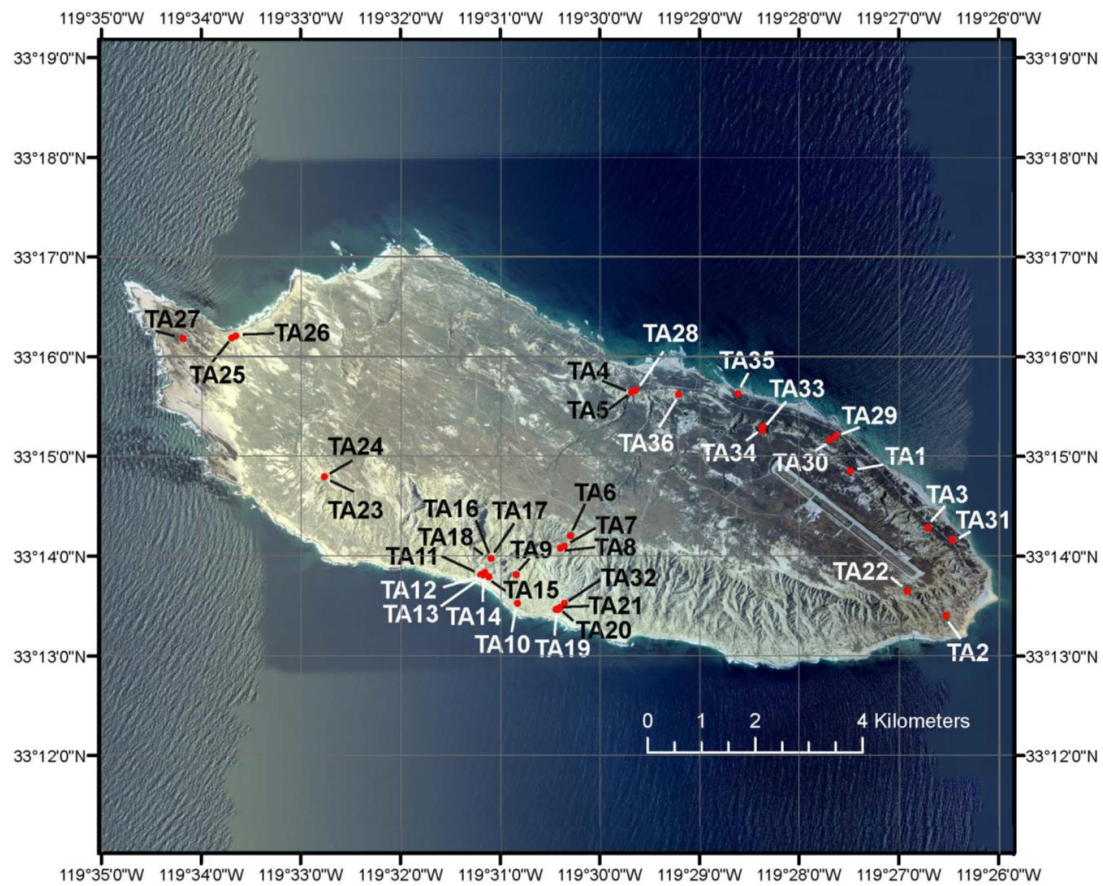 119°35'0"W 119°34'0"W 119°33'0"W 119°32'0"W 119°31'0"W 119°30'0"W 119°29'0"W 119°28'0"W 119°27'0"W 119°26'0"W
33°19'0"N 33°19'0"N
33°18'0"N 33°18'0"N
33°17'0"N 33°17'0"N
TA27 TA26 TA28
33°16'0"N 33°16'0"N
TA25 TA4 TA35
TA5 TA33
TA36 TA34 TA29
TA24 33°15'0"N TA30 TA1 33°15'0"N
TA23 TA16 TA17 TA6 TA3
TA18 TA7 TA31
33°14'0"N TA11 TA9 TA8 33°14'0"N
TA12 TA15 TA32 TA22
TA13 TA14 TA21
TA10 TA19 TA20 TA2
33°13'0"N 33°13'0"N
0 1 2 4 Kilometers
33°12'0"N 33°12'0"N
119°35'0"W 119°34'0"W 119°33'0"W 119°32'0"W 119°31'0"W 119°30'0"W 119°29'0"W 119°28'0"W 119°27'0"W 119°26'0"W